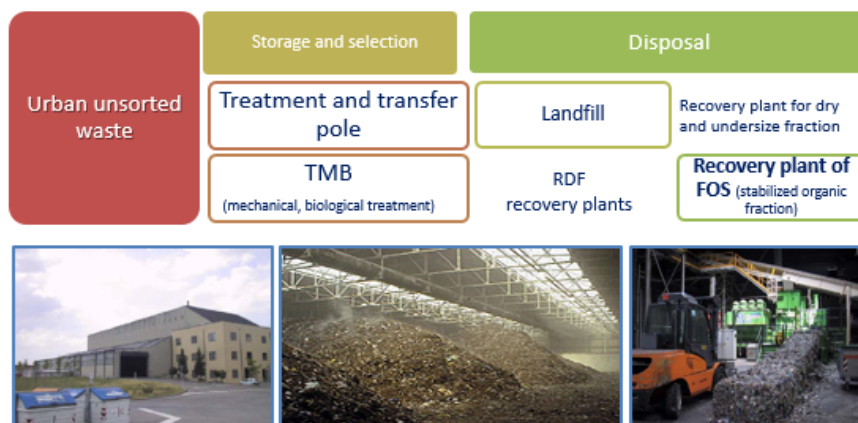 Urban unsorted
waste
Storage and selection
Disposal
Treatment and transfer
pole
TMB
(mechanical, biological treatment)
Landfill
RDF
recovery plants
Recovery plant for dry
and undersize fraction
Recovery plant of
FOS (stabilized organic
fraction)